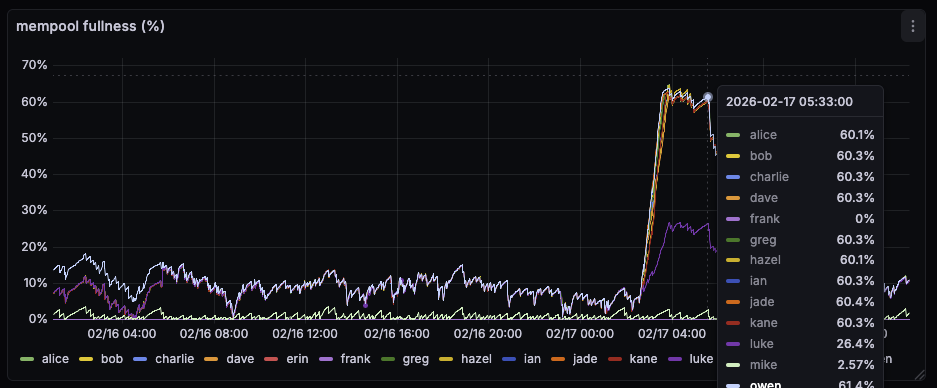 mempool fullness (%)
70%
60%
50%
40%
30%
20%
10%
0%
02/16 04:00 02/16 08:00 02/16 12:00 02/16 16:00 02/16 20:00 02/17 00:00 02/17 04:00
alice bob charlie dave erin frank greg hazel ian jade kane luke
2026-02-17 05:33:00
alice 60.1%
bob 60.3%
charlie 60.3%
dave 60.3%
frank 0%
greg 60.3%
hazel 60.1%
ian 60.3%
jade 60.4%
kane 60.3%
luke 26.4%
mike 2.57%
owen 61.4%